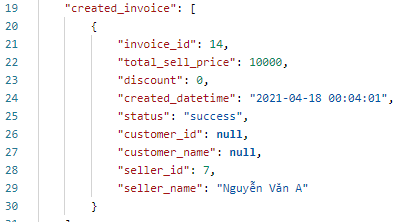 19 "created_invoice": [
20 {
21 "invoice_id": 14,
22 "total_sell_price": 10000,
23 "discount": 0,
24 "created_datetime": "2021-04-18 00:04:01",
25 "status": "success",
26 "customer_id": null,
27 "customer_name": null,
28 "seller_id": 7,
29 "seller_name": "Nguyễn Văn A"
30 }